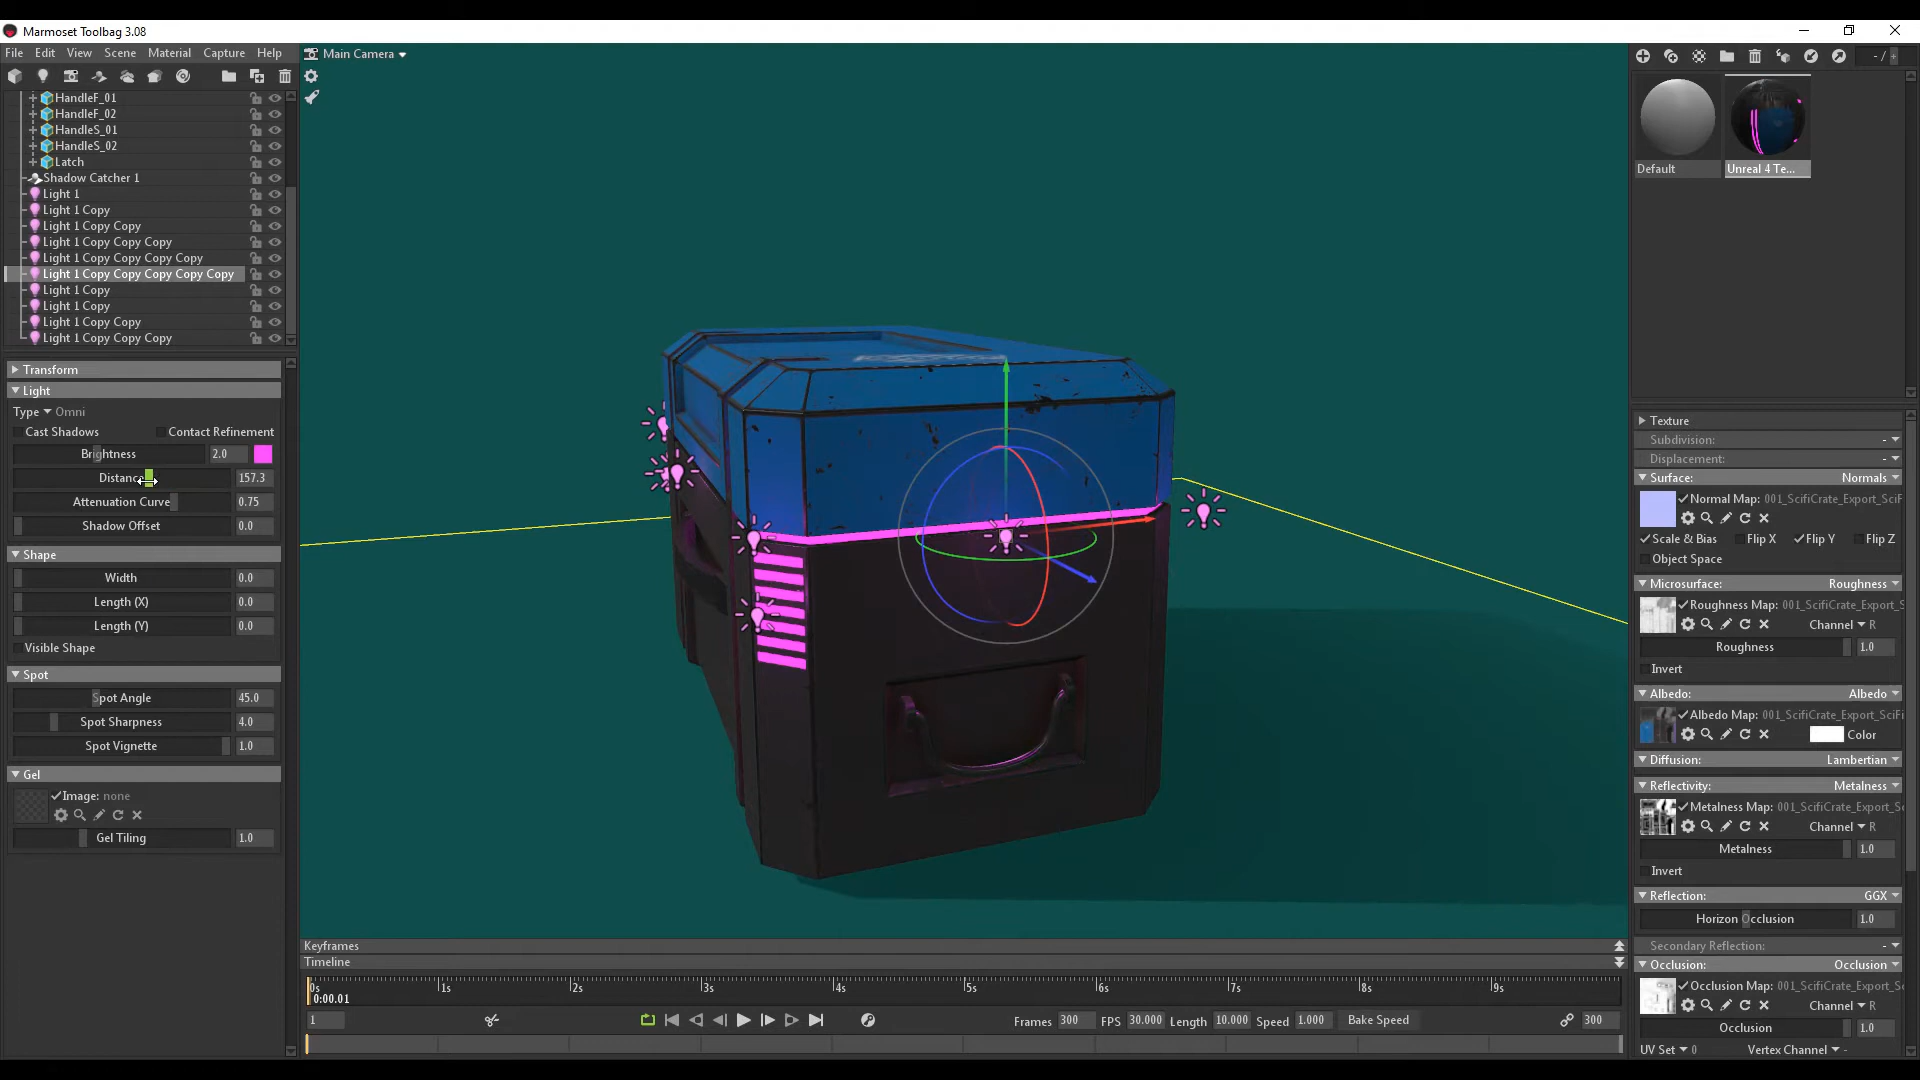 Marmoset Toolbag 3.08
File Edit View Scene Material Capture Help
Main Camera
- /
HandleF_01
HandleF_02
HandleS_01
HandleS_02
Latch
Shadow Catcher 1
Light 1
Light 1 Copy
Light 1 Copy Copy
Light 1 Copy Copy Copy
Light 1 Copy Copy Copy Copy
Light 1 Copy Copy Copy Copy Copy
Light 1 Copy
Light 1 Copy
Light 1 Copy Copy
Light 1 Copy Copy Copy
Transform
Light
Type Omni
Cast Shadows Contact Refinement
Brightness 2.0
Distance 157.3
Attenuation Curve 0.75
Shadow Offset 0.0
Shape
Width 0.0
Length (X) 0.0
Length (Y) 0.0
Visible Shape
Spot
Spot Angle 45.0
Spot Sharpness 4.0
Spot Vignette 1.0
Gel
Image: none
Gel Tiling 1.0
Keyframes
Timeline
0s 1s 2s 3s 4s 5s 6s 7s 8s 9s
0:00.01
1
Frames 300 FPS 30.000 Length 10.000 Speed 1.000 Bake Speed
300
Default Unreal 4 Te...
Texture
Subdivision: -
Displacement: -
Surface: Normals
Normal Map: 001_ScifiCrate_Export_SciF
Scale & Bias Flip X Flip Y Flip Z
Object Space
Microsurface: Roughness
Roughness Map: 001_ScifiCrate_Export_S
Channel R
Roughness 1.0
Invert
Albedo: Albedo
Albedo Map: 001_ScifiCrate_Export_SciFi
Color
Diffusion: Lambertian
Reflectivity: Metalness
Metalness Map: 001_ScifiCrate_Export_Sc
Channel R
Metalness 1.0
Invert
Reflection: GGX
Horizon Occlusion 1.0
Secondary Reflection: -
Occlusion: Occlusion
Occlusion Map: 001_ScifiCrate_Export_Sc
Channel R
Occlusion 1.0
UV Set 0 Vertex Channel -